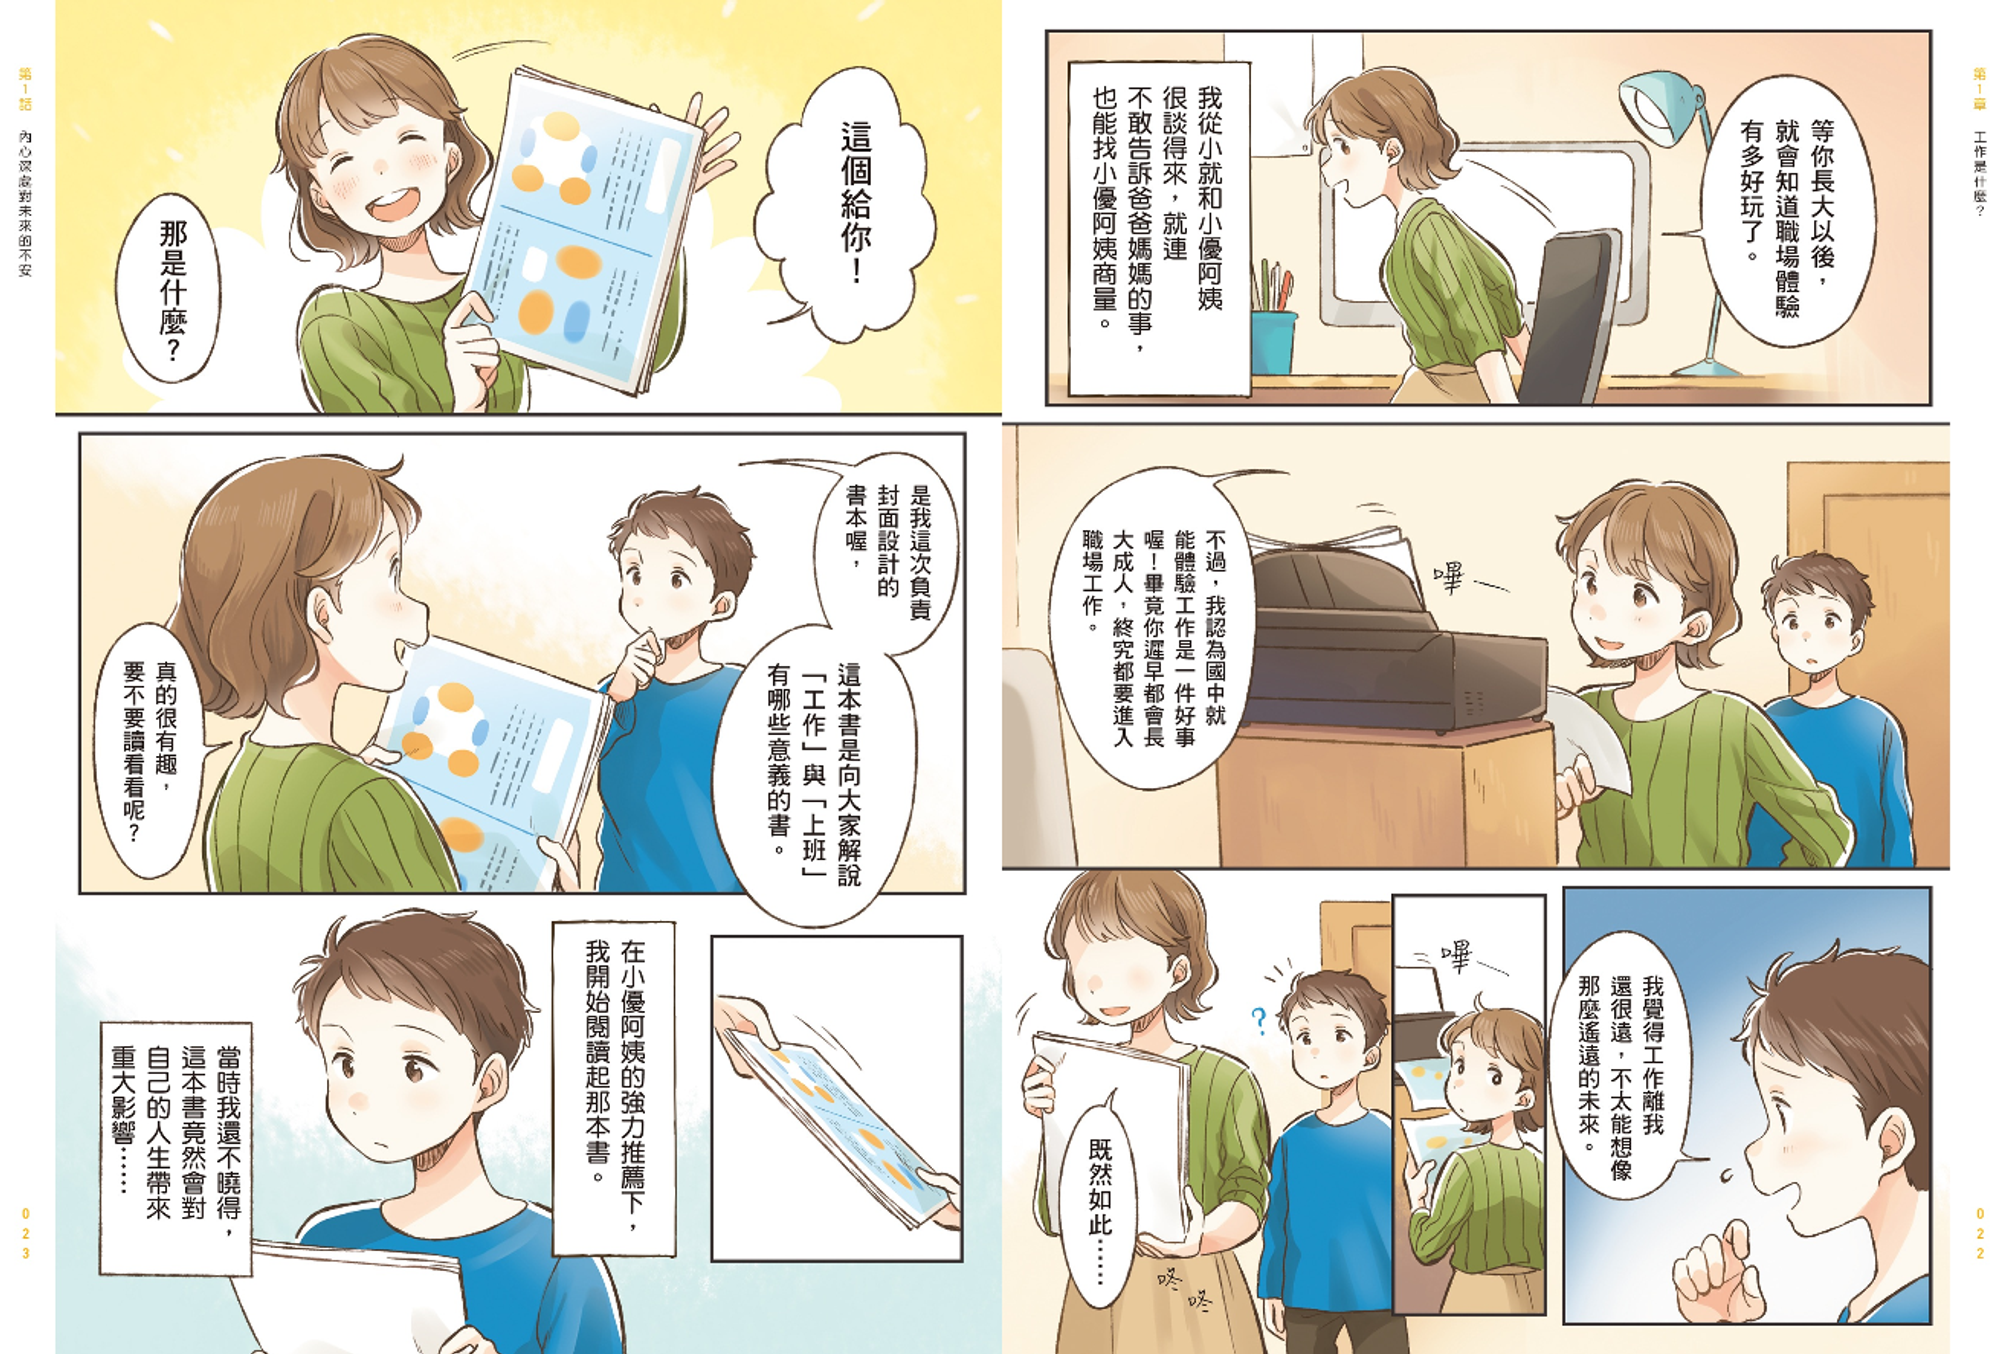 第1章　工作是什麼？
等你長大以後，
就會知道職場體驗
有多好玩了。
我從小就和小優阿姨
很談得來，就連
不敢告訴爸爸媽媽的事，
也能找小優阿姨商量。
嗶—
不過，我認為國中就
能體驗工作是一件好事
喔！畢竟你遲早都會長
大成人，終究都要進入
職場工作。
我覺得工作離我
還很遠，不太能想像
那麼遙遠的未來。
嗶—
？
既然如此……
咚
咚
022
這個給你！
那是什麼？
是我這次負責
封面設計的
書本喔，
這本書是向大家解說
「工作」與「上班」
有哪些意義的書。
真的很有趣，
要不要讀看看呢？
在小優阿姨的強力推薦下，
我開始閱讀起那本書。
當時我還不曉得，
這本書竟然會對
自己的人生帶來
重大影響……
第1話　內心深處對未來的不安
023